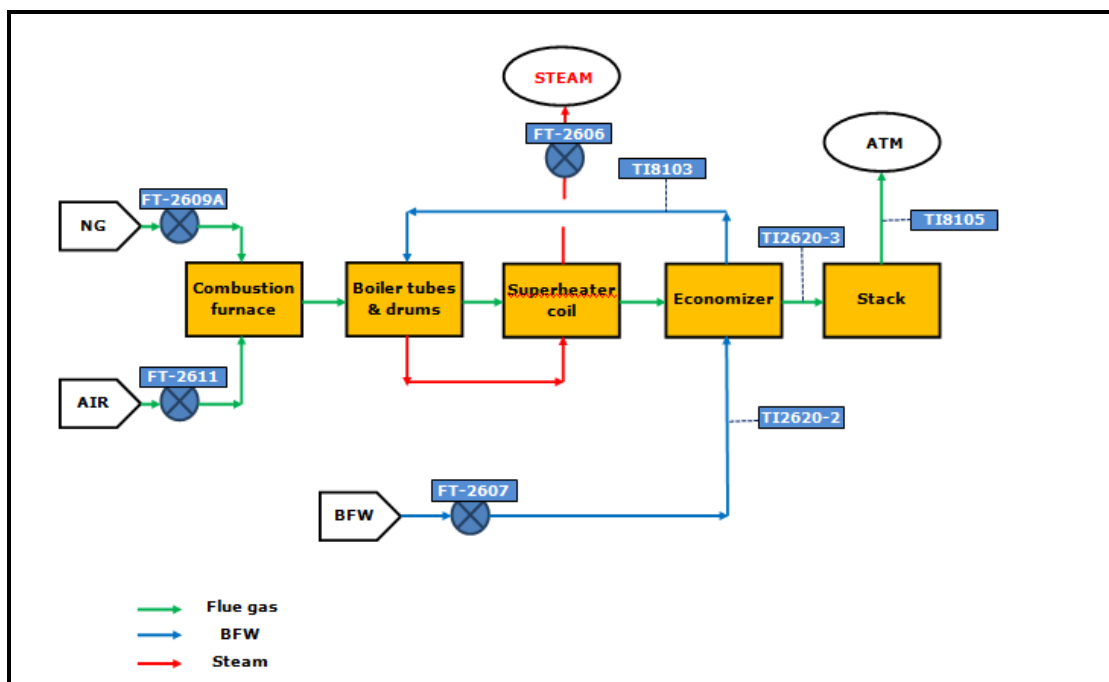 STEAM
FT-2606
ATM
TI8103
FT-2609A
NG
TI8105
TI2620-3
Combustion
furnace
Boiler tubes
& drums
Superheater
coil
Economizer
Stack
FT-2611
AIR
TI2620-2
FT-2607
BFW
Flue gas
BFW
Steam